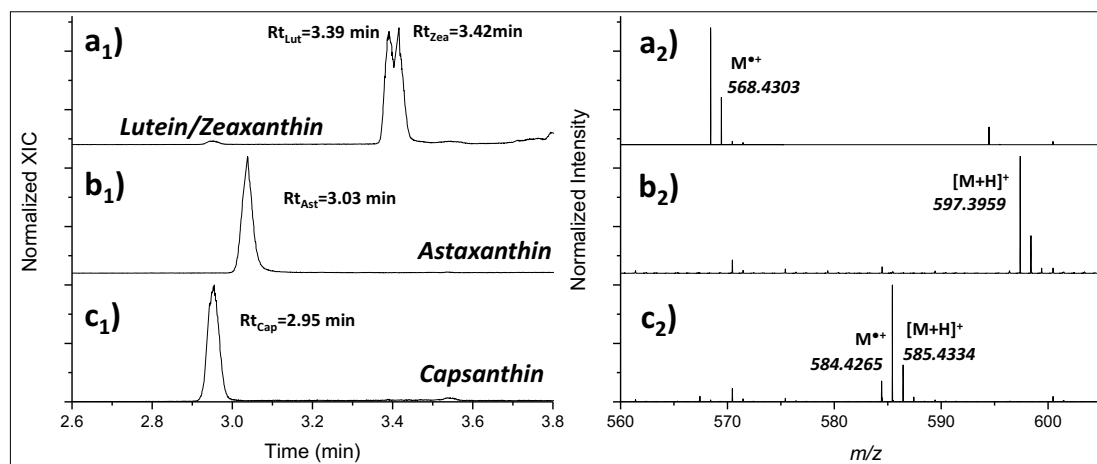 a1)
RtLut=3.39 min
RtZea=3.42min
Lutein/Zeaxanthin
b1)
RtAst=3.03 min
Astaxanthin
c1)
RtCap=2.95 min
Capsanthin
Normalized XIC
2.6 2.8 3.0 3.2 3.4 3.6 3.8
Time (min)
a2)
M•+
568.4303
b2)
[M+H]+
597.3959
c2)
M•+
584.4265
[M+H]+
585.4334
Normalized Intensity
560 570 580 590 600
m/z